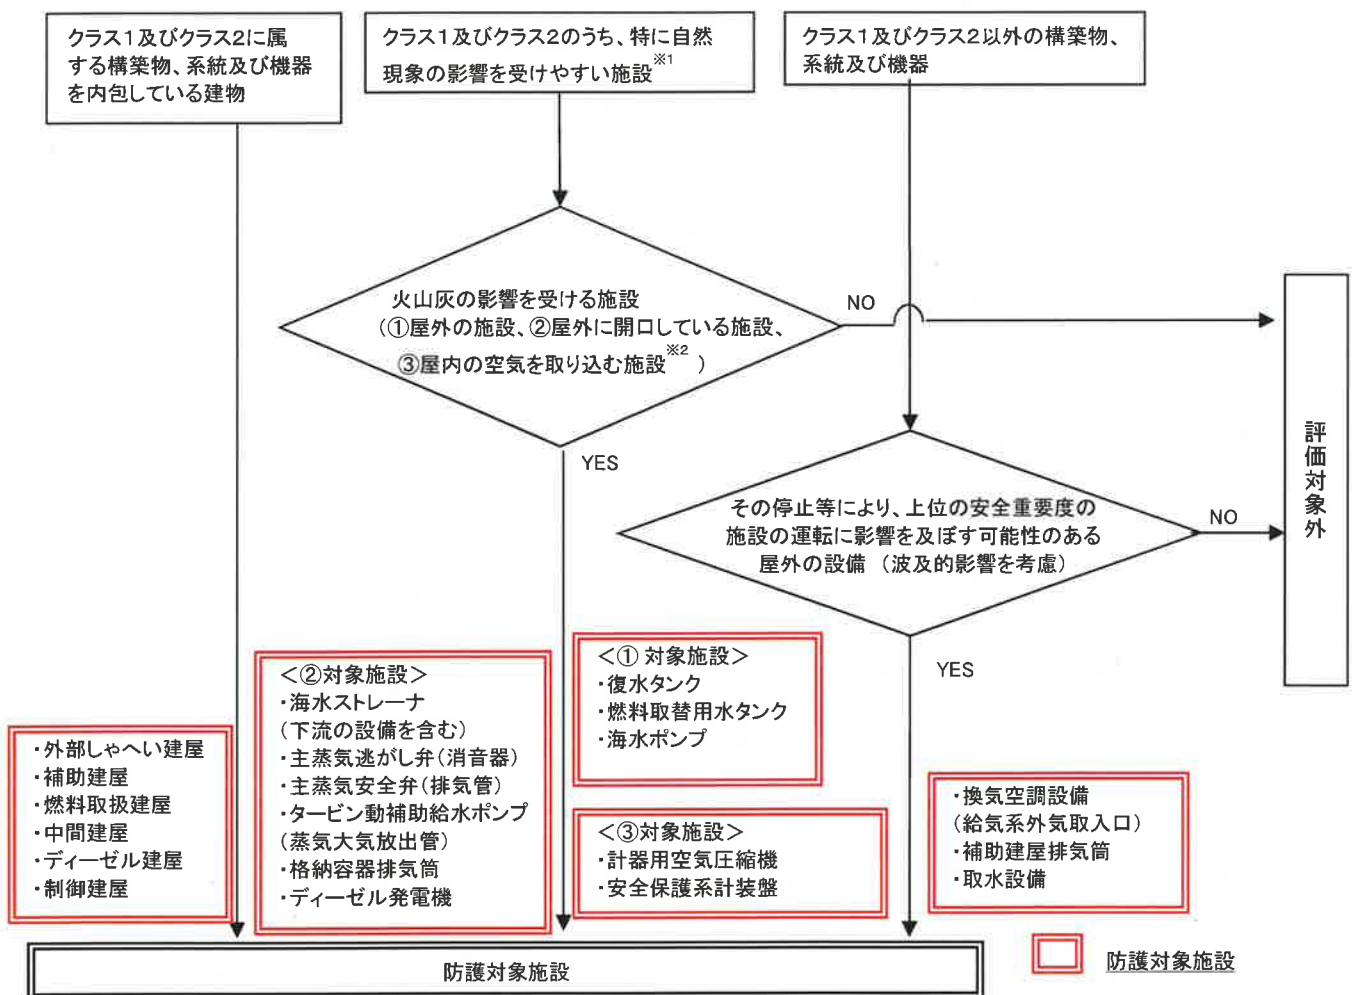 クラス1及びクラス2に属
する構築物、系統及び機器
を内包している建物
クラス1及びクラス2のうち、特に自然
現象の影響を受けやすい施設※1
クラス1及びクラス2以外の構築物、
系統及び機器
火山灰の影響を受ける施設
(①屋外の施設、②屋外に開口している施設、
③屋内の空気を取り込む施設※2)
NO
YES
その停止等により、上位の安全重要度の
施設の運転に影響を及ぼす可能性のある
屋外の設備 (波及的影響を考慮)
NO
YES
評価対象外
・外部しゃへい建屋
・補助建屋
・燃料取扱建屋
・中間建屋
・ディーゼル建屋
・制御建屋
<②対象施設>
・海水ストレーナ
(下流の設備を含む)
・主蒸気逃がし弁(消音器)
・主蒸気安全弁(排気管)
・タービン動補助給水ポンプ
(蒸気大気放出管)
・格納容器排気筒
・ディーゼル発電機
<① 対象施設>
・復水タンク
・燃料取替用水タンク
・海水ポンプ
<③対象施設>
・計器用空気圧縮機
・安全保護系計装盤
・換気空調設備
(給気系外気取入口)
・補助建屋排気筒
・取水設備
防護対象施設
防護対象施設